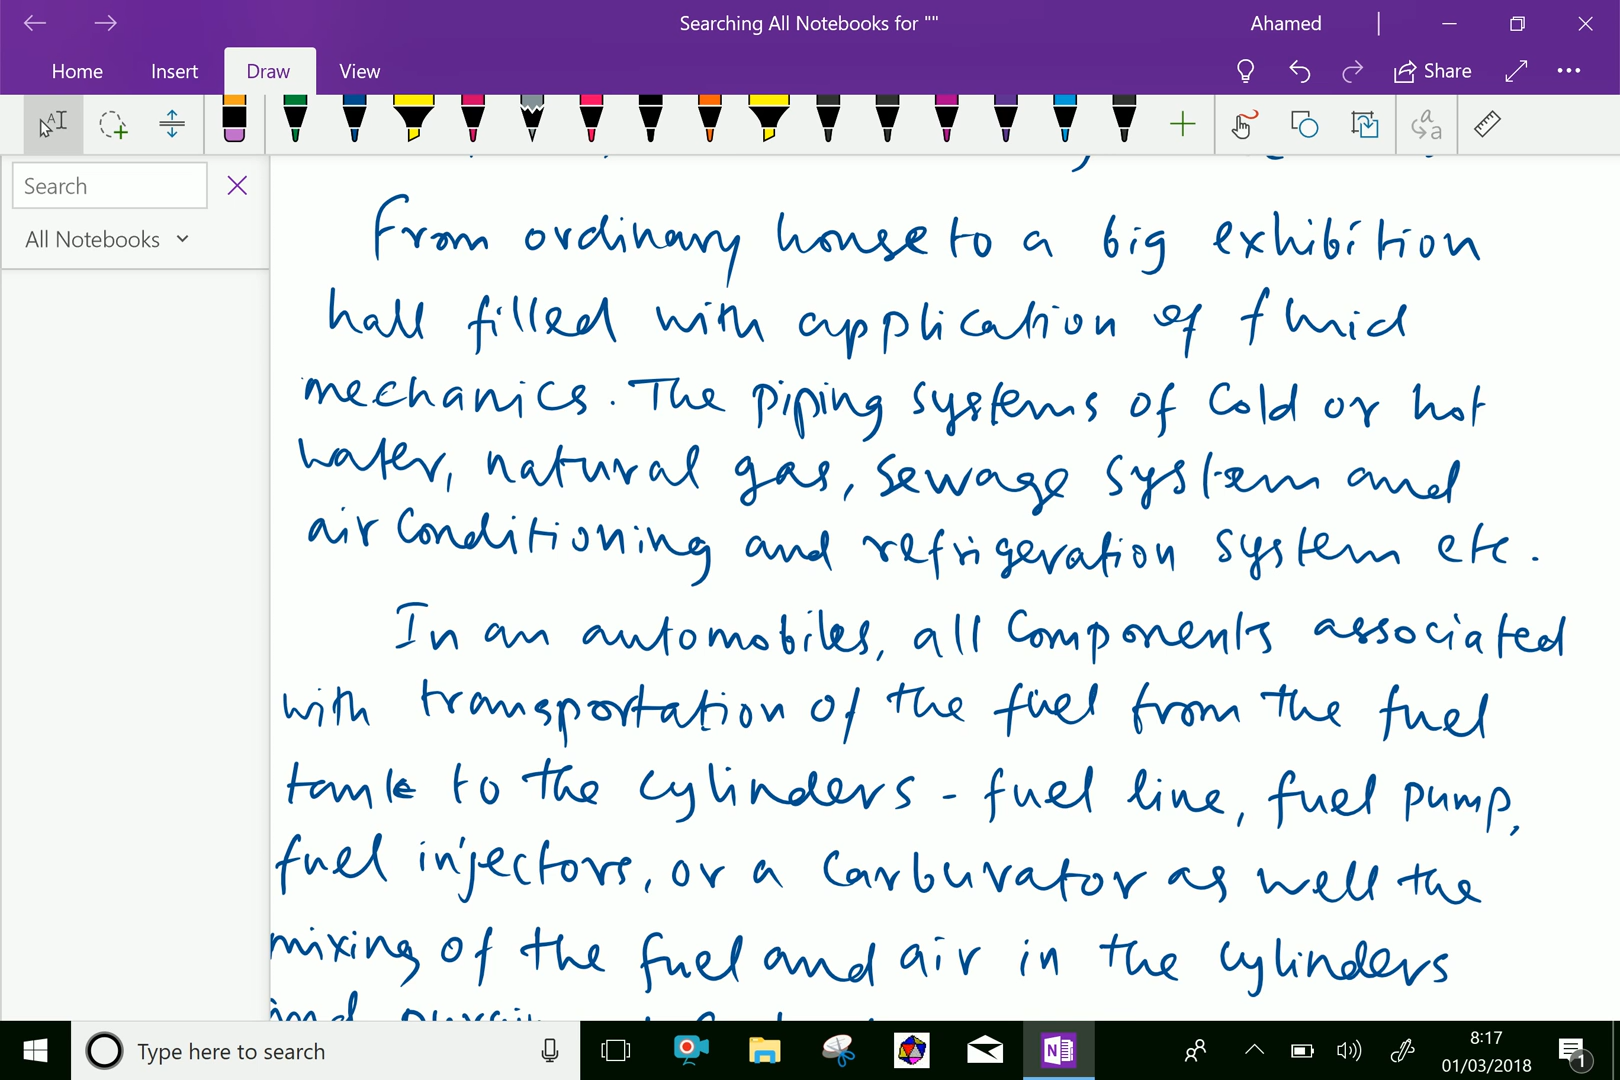 Searching All Notebooks for ""
Ahamed
Home Insert Draw View
Share
Search
All Notebooks
From ordinary house to a big exhibition
hall filled with application of fluid
mechanics. The piping systems of cold or hot
water, natural gas, sewage system and
air conditioning and refrigeration system etc.
In an automobiles, all components associated
with transportation of the fuel from the fuel
tank to the cylinders - fuel line, fuel pump,
fuel injectors, or a carburator as well the
mixing of the fuel and air in the cylinders
and
Type here to search
8:17
01/03/2018
1